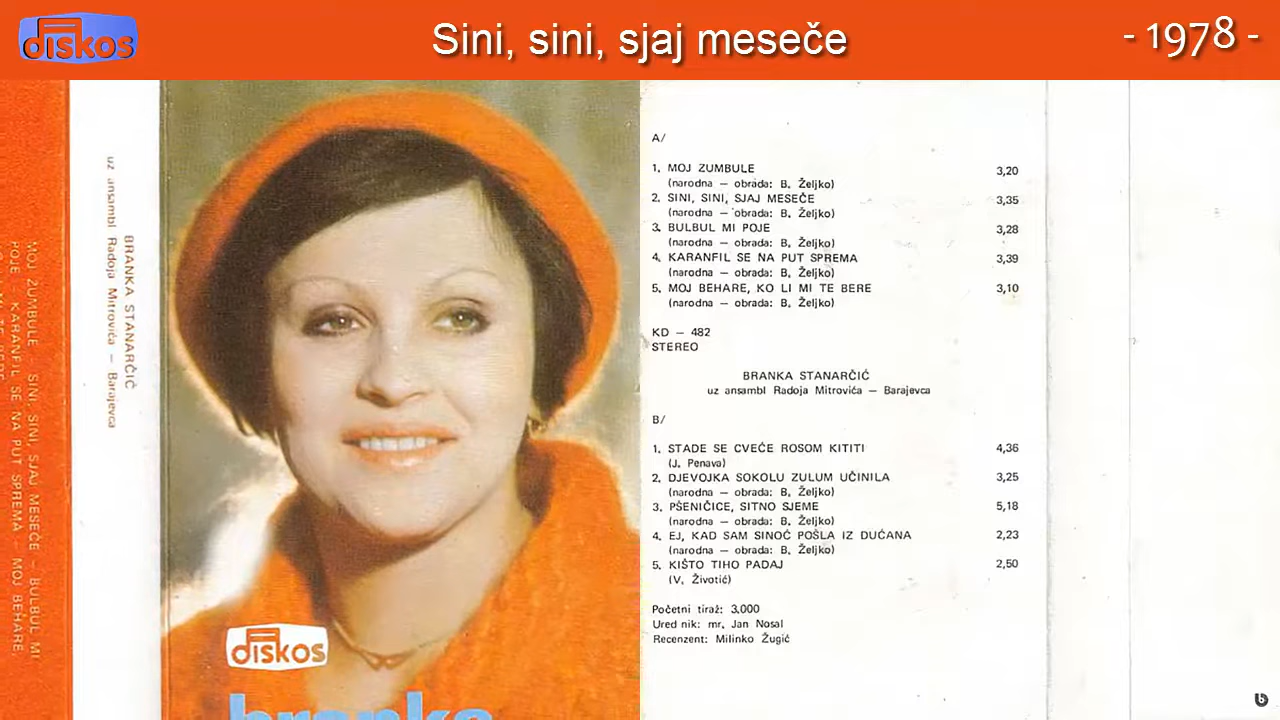 diskos
Sini, sini, sjaj meseče
- 1978 -
MOJ ZUMBULE – SINI, SINI, SJAJ MESEČE – BULBUL MI
POJE – KARANFIL SE NA PUT SPREMA – MOJ BEHARE,
BRANKA STANARČIĆ
uz ansambl Radoja Mitrovića – Barajevca
diskos
branka
A/
1. MOJ ZUMBULE 3,20
(narodna — obrada: B. Željko)
2. SINI, SINI, SJAJ MESEČE 3,35
(narodna — obrada: B. Željko)
3. BULBUL MI POJE 3,28
(narodna — obrada: B. Željko)
4. KARANFIL SE NA PUT SPREMA 3,39
(narodna — obrada: B. Željko)
5. MOJ BEHARE, KO LI MI TE BERE 3,10
(narodna — obrada: B. Željko)
KD — 482
STEREO
BRANKA STANARČIĆ
uz ansambl Radoja Mitrovića — Barajevca
B/
1. STADE SE CVEĆE ROSOM KITITI 4,36
(J. Penava)
2. DJEVOJKA SOKOLU ZULUM UČINILA 3,25
(narodna — obrada: B. Željko)
3. PŠENIČICE, SITNO SJEME 5,18
(narodna — obrada: B. Željko)
4. EJ, KAD SAM SINOĆ POŠLA IZ DUĆANA 2,23
(narodna — obrada: B. Željko)
5. KIŠTO TIHO PADAJ 2,50
(V. Životić)
Početni tiraž: 3.000
Ured nik: mr. Jan Nosal
Recenzent: Milinko Žugić